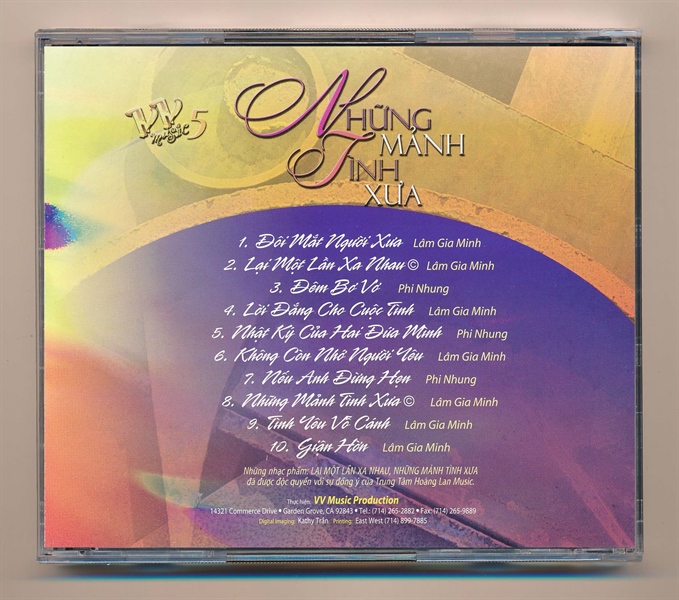 VV MUSIC 5
NHỮNG
MẢNH
TÌNH
XƯA
1. Đôi Mắt Người Xưa Lâm Gia Minh
2. Lại Một Lần Xa Nhau © Lâm Gia Minh
3. Đêm Bơ Vơ Phi Nhung
4. Lời Đắng Cho Cuộc Tình Lâm Gia Minh
5. Nhật Ký Của Hai Đứa Mình Phi Nhung
6. Không Còn Nhớ Người Yêu Lâm Gia Minh
7. Nếu Anh Đừng Hẹn Phi Nhung
8. Những Mảnh Tình Xưa © Lâm Gia Minh
9. Tình Yêu Vỗ Cánh Lâm Gia Minh
10. Giận Hờn Lâm Gia Minh
Những nhạc phẩm: LẠI MỘT LẦN XA NHAU, NHỮNG MẢNH TÌNH XƯA
đã được độc quyền với sự đồng ý của Trung Tâm Hoàng Lan Music.
Thực hiện: VV Music Production
14321 Commerce Drive • Garden Grove, CA 92843 • Tel.: (714) 265-2882 • Fax: (714) 265-9889
Digital Imaging: Kathy Trần. Printing: East West (714) 899-7885